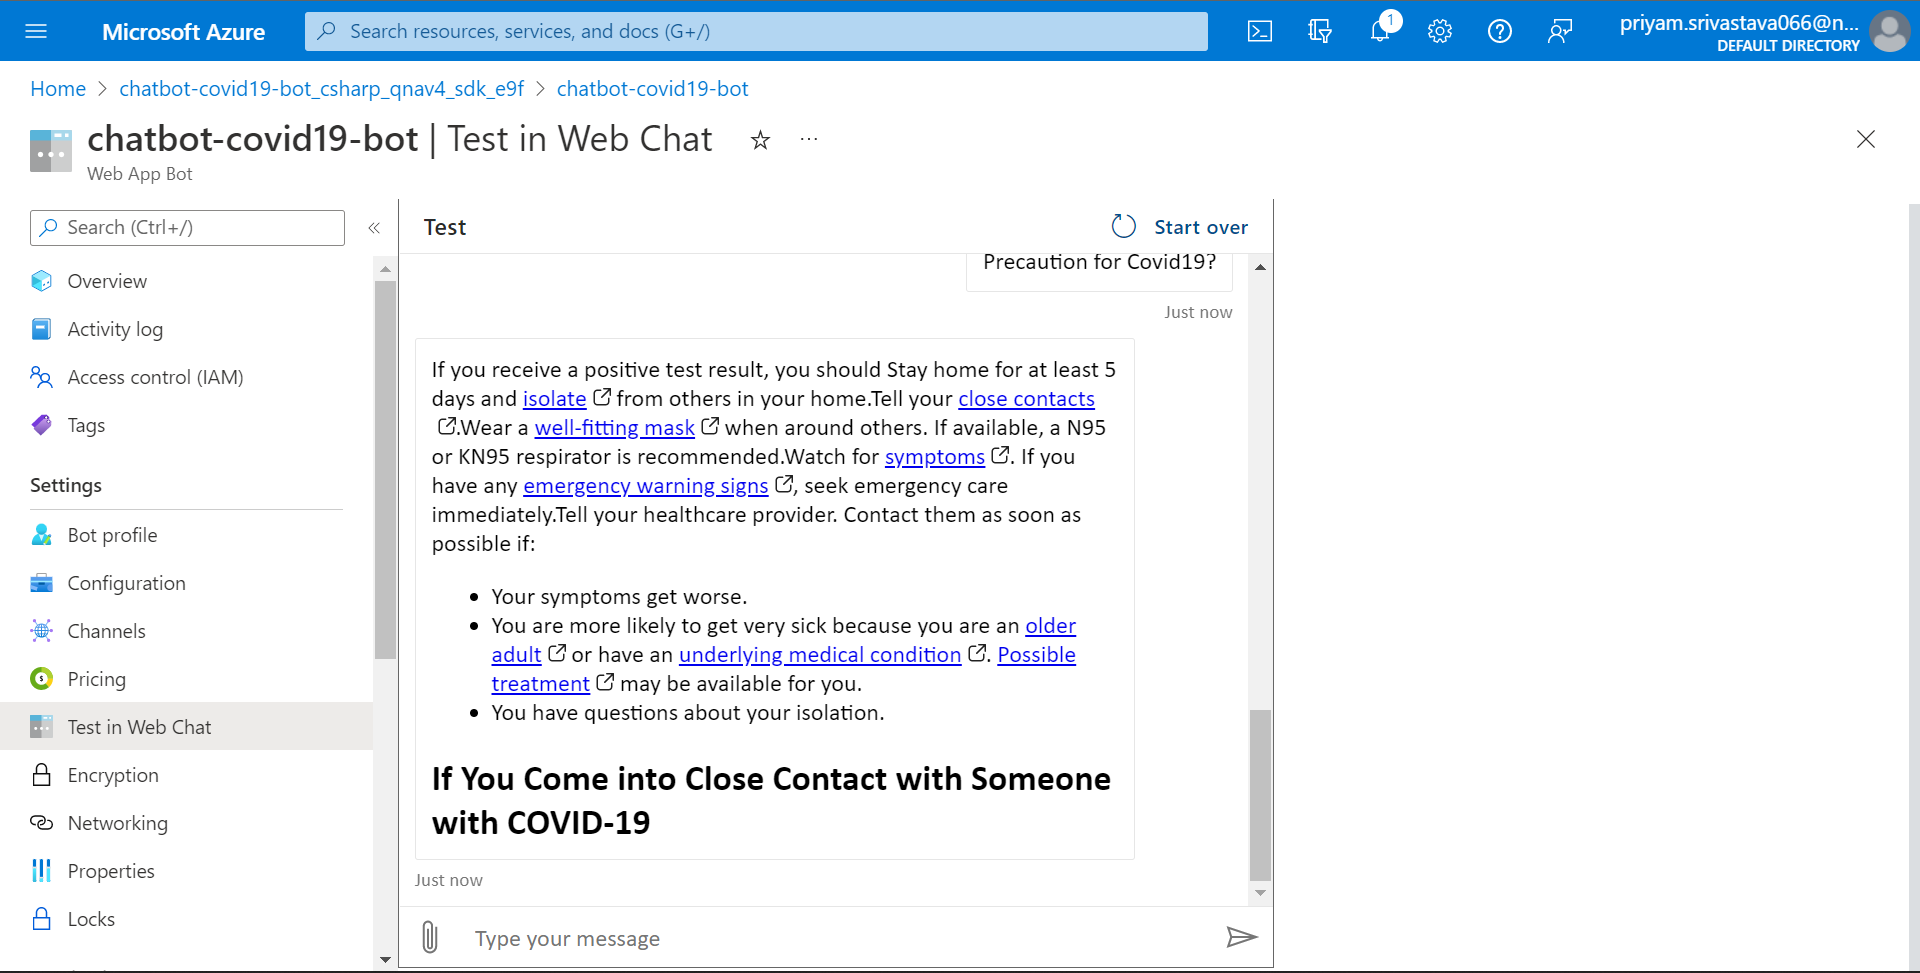 Microsoft Azure
Search resources, services, and docs (G+/)
1
priyam.srivastava066@n...
DEFAULT DIRECTORY
Home > chatbot-covid19-bot_csharp_qnav4_sdk_e9f > chatbot-covid19-bot
chatbot-covid19-bot | Test in Web Chat
Web App Bot
Search (Ctrl+/)
«
Overview
Activity log
Access control (IAM)
Tags
Settings
Bot profile
Configuration
Channels
Pricing
Test in Web Chat
Encryption
Networking
Properties
Locks
Test
Start over
Precaution for Covid19?
Just now
If you receive a positive test result, you should Stay home for at least 5
days and isolate from others in your home.Tell your close contacts
.Wear a well-fitting mask when around others. If available, a N95
or KN95 respirator is recommended.Watch for symptoms . If you
have any emergency warning signs , seek emergency care
immediately.Tell your healthcare provider. Contact them as soon as
possible if:
• Your symptoms get worse.
• You are more likely to get very sick because you are an older
adult or have an underlying medical condition . Possible
treatment may be available for you.
• You have questions about your isolation.
If You Come into Close Contact with Someone
with COVID-19
Just now
Type your message